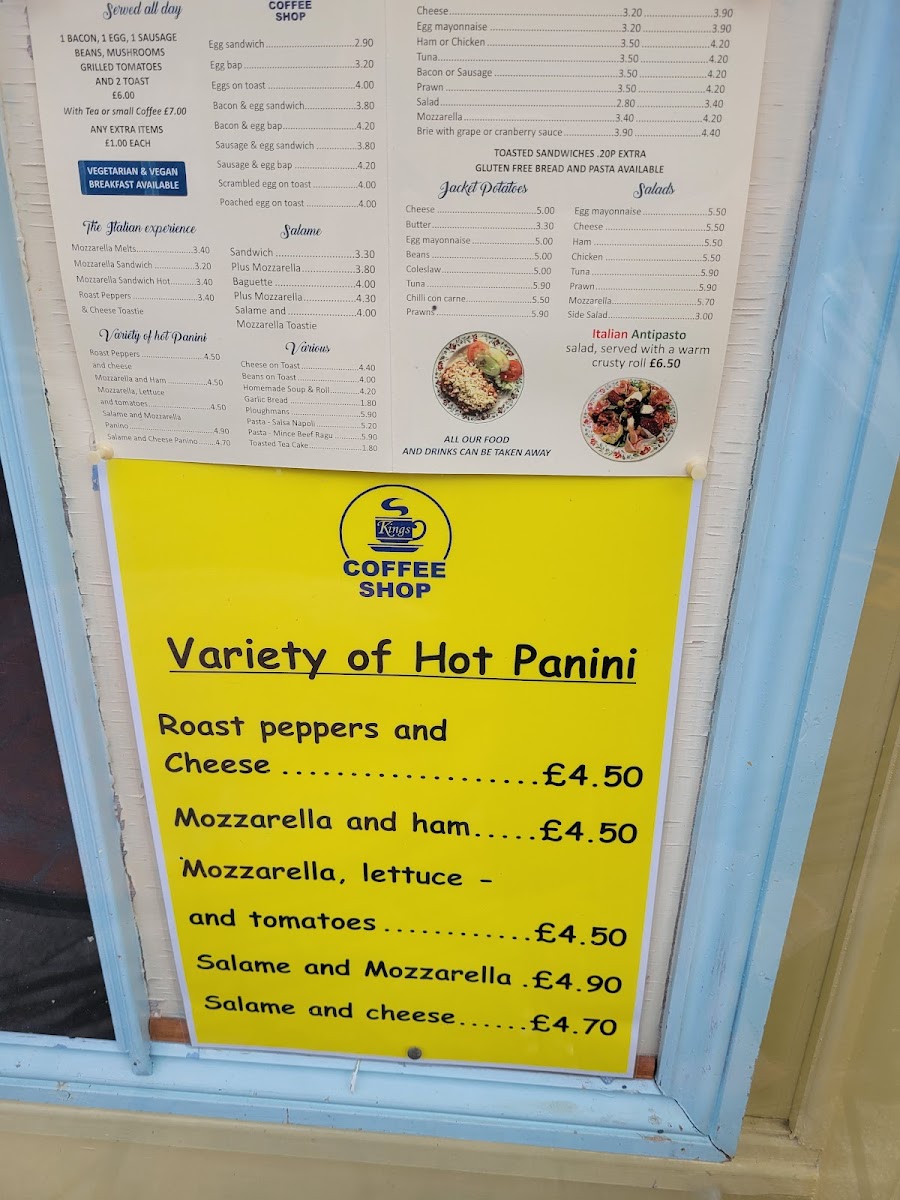 Served all day
1 BACON, 1 EGG, 1 SAUSAGE
BEANS, MUSHROOMS
GRILLED TOMATOES
AND 2 TOAST
£6.00
With Tea or small Coffee £7.00
ANY EXTRA ITEMS
£1.00 EACH
VEGETARIAN & VEGAN
BREAKFAST AVAILABLE
The Italian experience
Mozzarella Melts.....................3.40
Mozzarella Sandwich ..............3.20
Mozzarella Sandwich Hot.........3.40
Roast Peppers ........................3.40
& Cheese Toastie
Variety of hot Panini
Roast Peppers ......................4.50
and cheese
Mozzarella and Ham ..............4.50
Mozzarella, Lettuce
and tomatoes.......................4.50
Salame and Mozzarella
Panino................................4.90
Salame and Cheese Panino......4.70
COFFEE
SHOP
Egg sandwich..............................2.90
Egg bap.....................................3.20
Eggs on toast .............................4.00
Bacon & egg sandwich..................3.80
Bacon & egg bap.........................4.20
Sausage & egg sandwich ..............3.80
Sausage & egg bap ......................4.20
Scrambled egg on toast ................4.00
Poached egg on toast ...................4.00
Salame
Sandwich ..........................3.30
Plus Mozzarella...................3.80
Baguette ...........................4.00
Plus Mozzarella...................4.30
Salame and .......................4.00
Mozzarella Toastie
Various
Cheese on Toast ......................4.40
Beans on Toast ........................4.00
Homemade Soup & Roll.............4.20
Garlic Bread ............................1.80
Ploughmans ............................5.90
Pasta - Salsa Napoli...................5.20
Pasta - Mince Beef Ragu ............5.90
Toasted Tea Cake......................1.80
Cheese..............................3.20..................3.90
Egg mayonnaise .................3.20..................3.90
Ham or Chicken ..................3.50..................4.20
Tuna.................................3.50..................4.20
Bacon or Sausage ................3.50..................4.20
Prawn ...............................3.50..................4.20
Salad................................2.80..................3.40
Mozzarella.........................3.40..................4.20
Brie with grape or cranberry sauce..............3.90..................4.40
TOASTED SANDWICHES .20P EXTRA
GLUTEN FREE BREAD AND PASTA AVAILABLE
Jacket Potatoes
Cheese ..............................5.00
Butter................................3.30
Egg mayonnaise ..................5.00
Beans ................................5.00
Coleslaw.............................5.00
Tuna ..................................5.90
Chilli con carne....................5.50
Prawns...............................5.90
Salads
Egg mayonnaise.....................5.50
Cheese .................................5.50
Ham ....................................5.50
Chicken ................................5.50
Tuna ....................................5.90
Prawn...................................5.90
Mozzarella.............................5.70
Side Salad..............................3.00
Italian Antipasto
salad, served with a warm
crusty roll £6.50
ALL OUR FOOD
AND DRINKS CAN BE TAKEN AWAY
Kings
COFFEE
SHOP
Variety of Hot Panini
Roast peppers and
Cheese ...................£4.50
Mozzarella and ham.....£4.50
Mozzarella, lettuce -
and tomatoes...........£4.50
Salame and Mozzarella .£4.90
Salame and cheese......£4.70